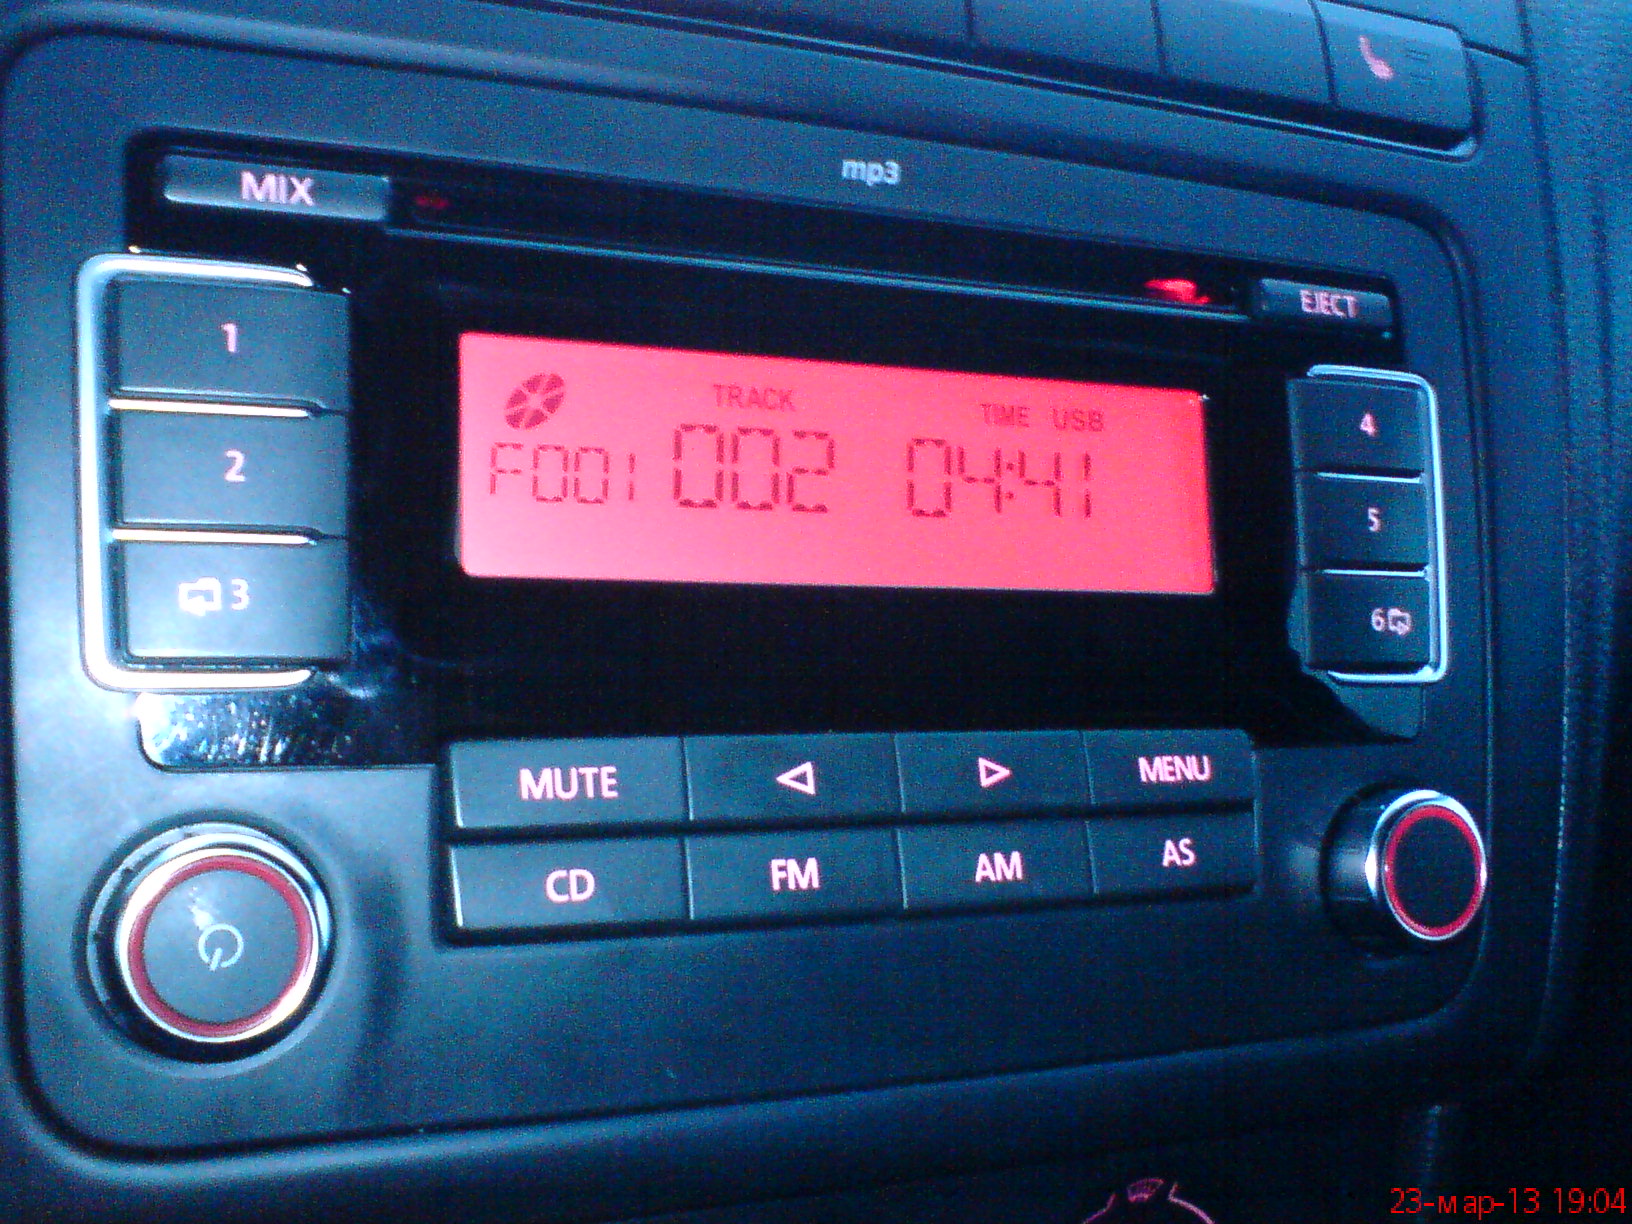 mp3
MIX
EJECT
1
2
3
TRACK TIME USB
F001 002 04:41
4
5
6
MUTE MENU
CD FM AM AS
23-мар-13 19:04